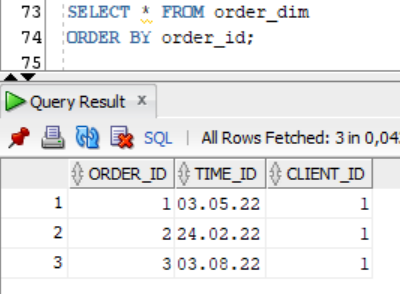 73 SELECT * FROM order_dim
74 ORDER BY order_id;
75
Query Result x
SQL | All Rows Fetched: 3 in 0,04
ORDER_ID TIME_ID CLIENT_ID
1 1 03.05.22 1
2 2 24.02.22 1
3 3 03.08.22 1